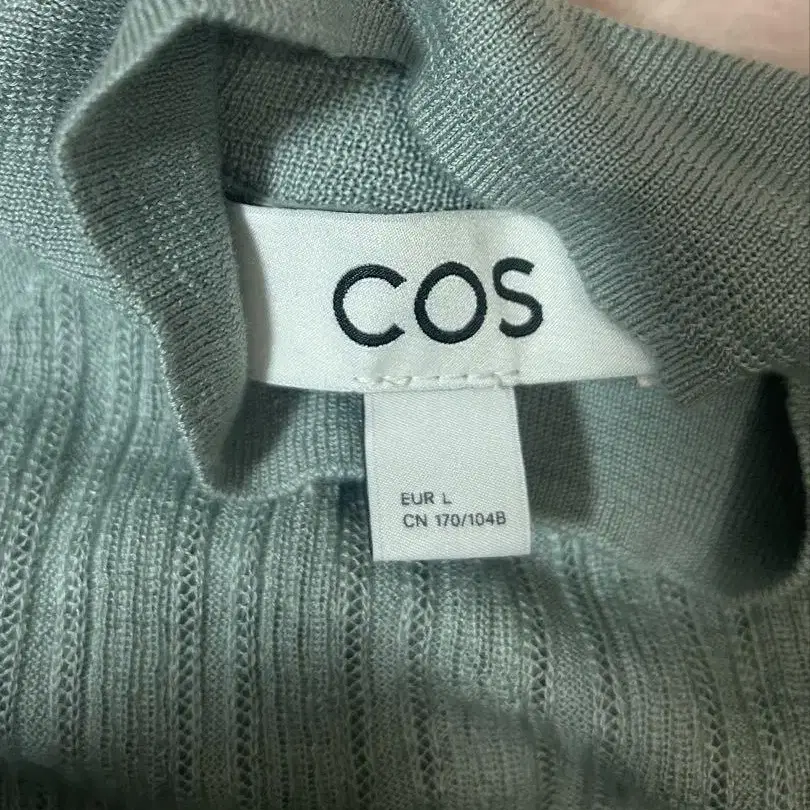 COS
EUR L
CN 170/104B